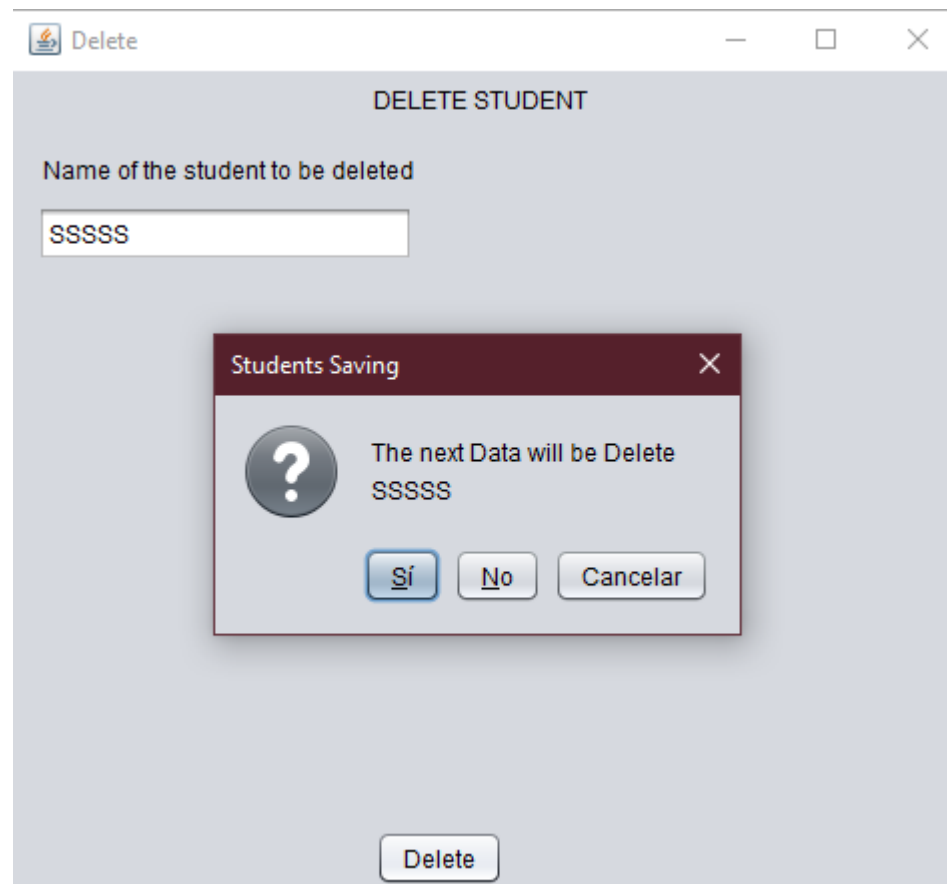 Delete
DELETE STUDENT
Name of the student to be deleted
SSSSS
Students Saving
The next Data will be Delete
SSSSS
Sí No Cancelar
Delete